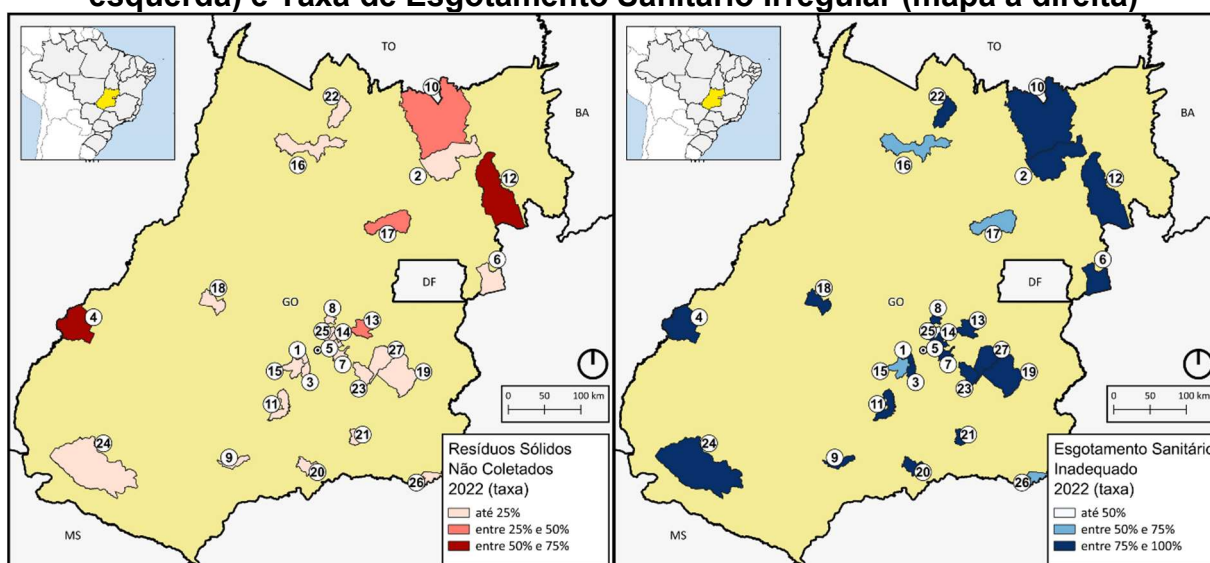 esquerda) e Taxa de Esgotamento Sanitário Irregular (mapa à direita)
TO
10
22
BA
16
2
12
17
6
DF
18
GO
4
8
13
25
14
1
5
27
15
7
3
23
19
11
0 50 100 km
24
21
9
20
26
MS
Resíduos Sólidos
Não Coletados
2022 (taxa)
até 25%
entre 25% e 50%
entre 50% e 75%
TO
10
22
BA
16
2
12
17
6
DF
18
GO
4
8
13
25
14
1
5
27
15
7
3
23
19
11
0 50 100 km
24
21
9
20
26
MS
Esgotamento Sanitário
Inadequado
2022 (taxa)
até 50%
entre 50% e 75%
entre 75% e 100%